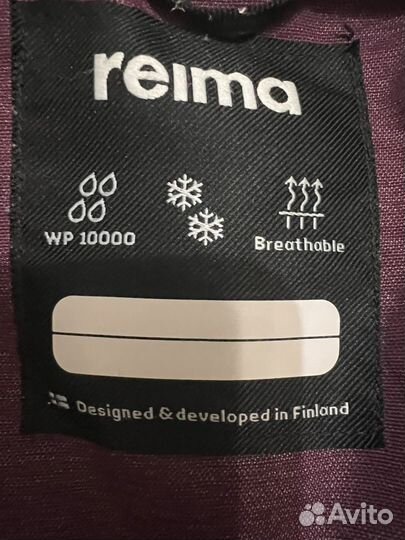 reima
WP 10000
Breathable
Designed & developed in Finland
Avito